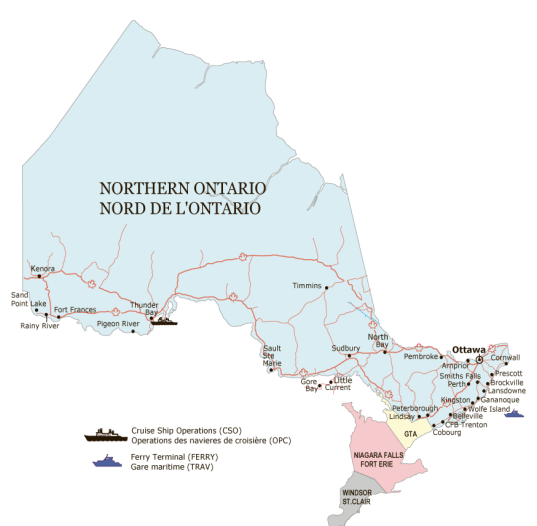 NORTHERN ONTARIO
NORD DE L'ONTARIO
Kenora
Timmins
Sand
Point Lake
Fort Frances
Thunder
Bay
Rainy River
Pigeon River
Sault
Ste
Marie
Sudbury
North
Bay
Pembroke
Ottawa
Arnprior
Cornwall
Smiths Falls
Prescott
Perth
Brockville
Lansdowne
Gore
Bay
Little
Current
Kingston
Gananoque
Peterborough
Wolfe Island
Lindsay
Belleville
CFB Trenton
Cobourg
GTA
Cruise Ship Operations (CSO)
Operations des navieres de croisière (OPC)
Ferry Terminal (FERRY)
Gare maritime (TRAV)
NIAGARA FALLS
FORT ERIE
WINDSOR
ST.CLAIR